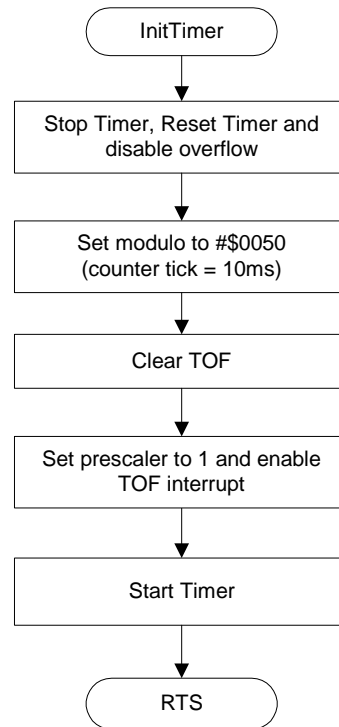 InitTimer
Stop Timer, Reset Timer and
disable overflow
Set modulo to #$0050
(counter tick = 10ms)
Clear TOF
Set prescaler to 1 and enable
TOF interrupt
Start Timer
RTS